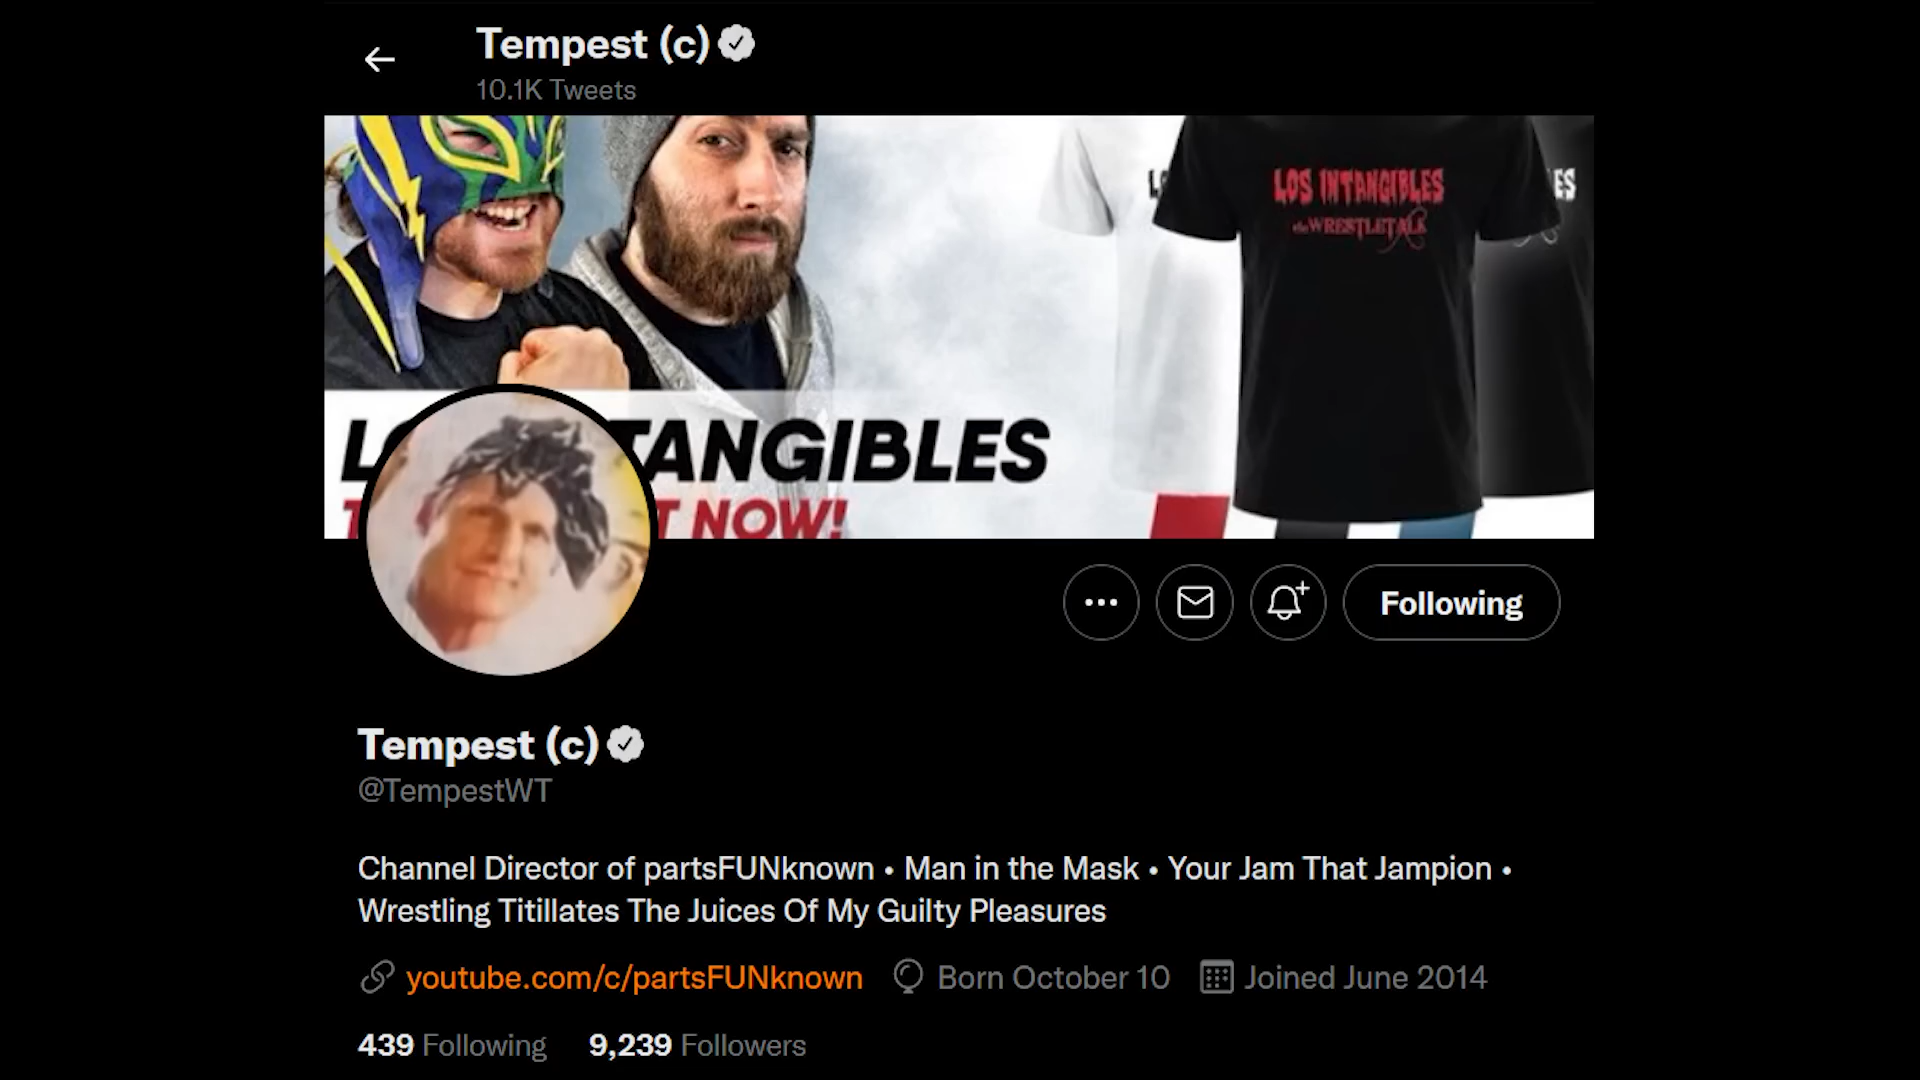 Tempest (c)
10.1K Tweets
LOS INTANGIBLES
WRESTLETALK
ES
TANGIBLES
T NOW!
Following
Tempest (c)
@TempestWT
Channel Director of partsFUNknown • Man in the Mask • Your Jam That Jampion •
Wrestling Titillates The Juices Of My Guilty Pleasures
youtube.com/c/partsFUNknown Born October 10 Joined June 2014
439 Following 9,239 Followers